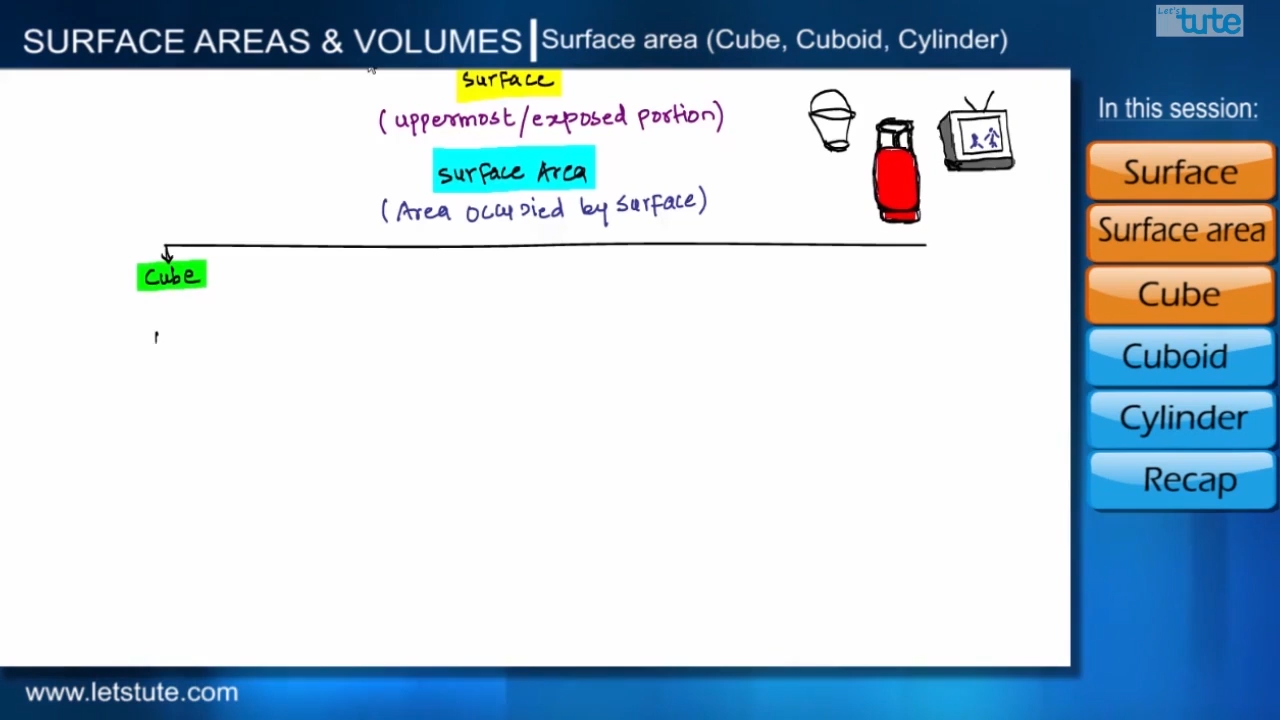 Let's
tute
SURFACE AREAS & VOLUMES | Surface area (Cube, Cuboid, Cylinder)
Surface
(uppermost/exposed portion)
Surface Area
(Area occupied by surface)
Cube
In this session:
Surface
Surface area
Cube
Cuboid
Cylinder
Recap
www.letstute.com